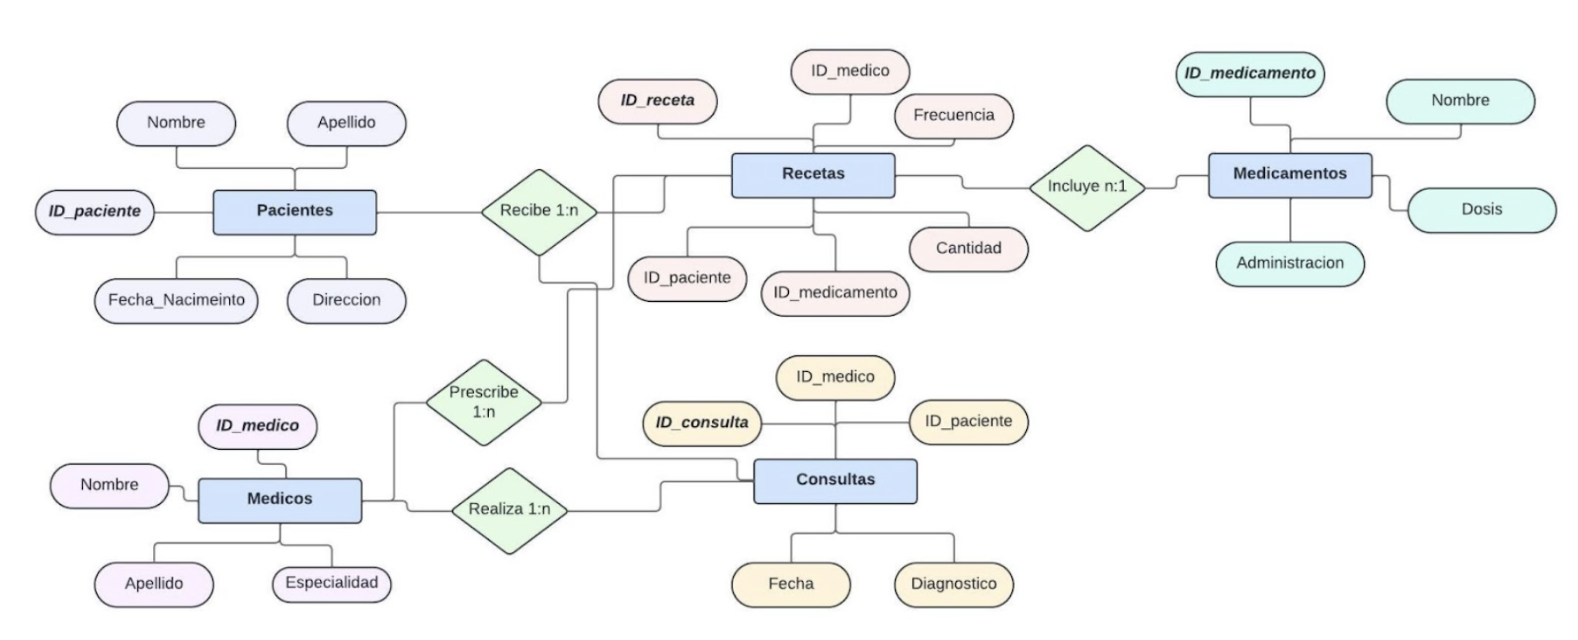 ID_medico
ID_receta
Frecuencia
Recetas
ID_paciente
ID_medicamento
Cantidad
Incluye n:1
ID_medicamento
Nombre
Medicamentos
Dosis
Administracion
Nombre
Apellido
ID_paciente
Pacientes
Fecha_Nacimeinto
Direccion
Recibe 1:n
Prescribe
1:n
Realiza 1:n
ID_medico
Nombre
Medicos
Apellido
Especialidad
ID_medico
ID_consulta
ID_paciente
Consultas
Fecha
Diagnostico